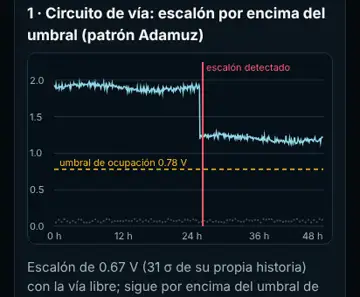 1 · Circuito de vía: escalón por encima del
umbral (patrón Adamuz)
escalón detectado
2.0
1.5
1.0
umbral de ocupación 0.78 V
0.5
0.0
0 h 12 h 24 h 36 h 48 h
Escalón de 0.67 V (31 σ de su propia historia)
con la vía libre; sigue por encima del umbral de